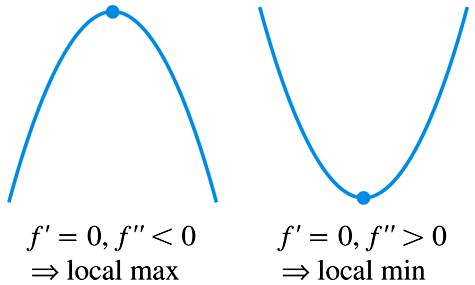 f′ = 0, f″ < 0
⇒ local max
f′ = 0, f″ > 0
⇒ local min